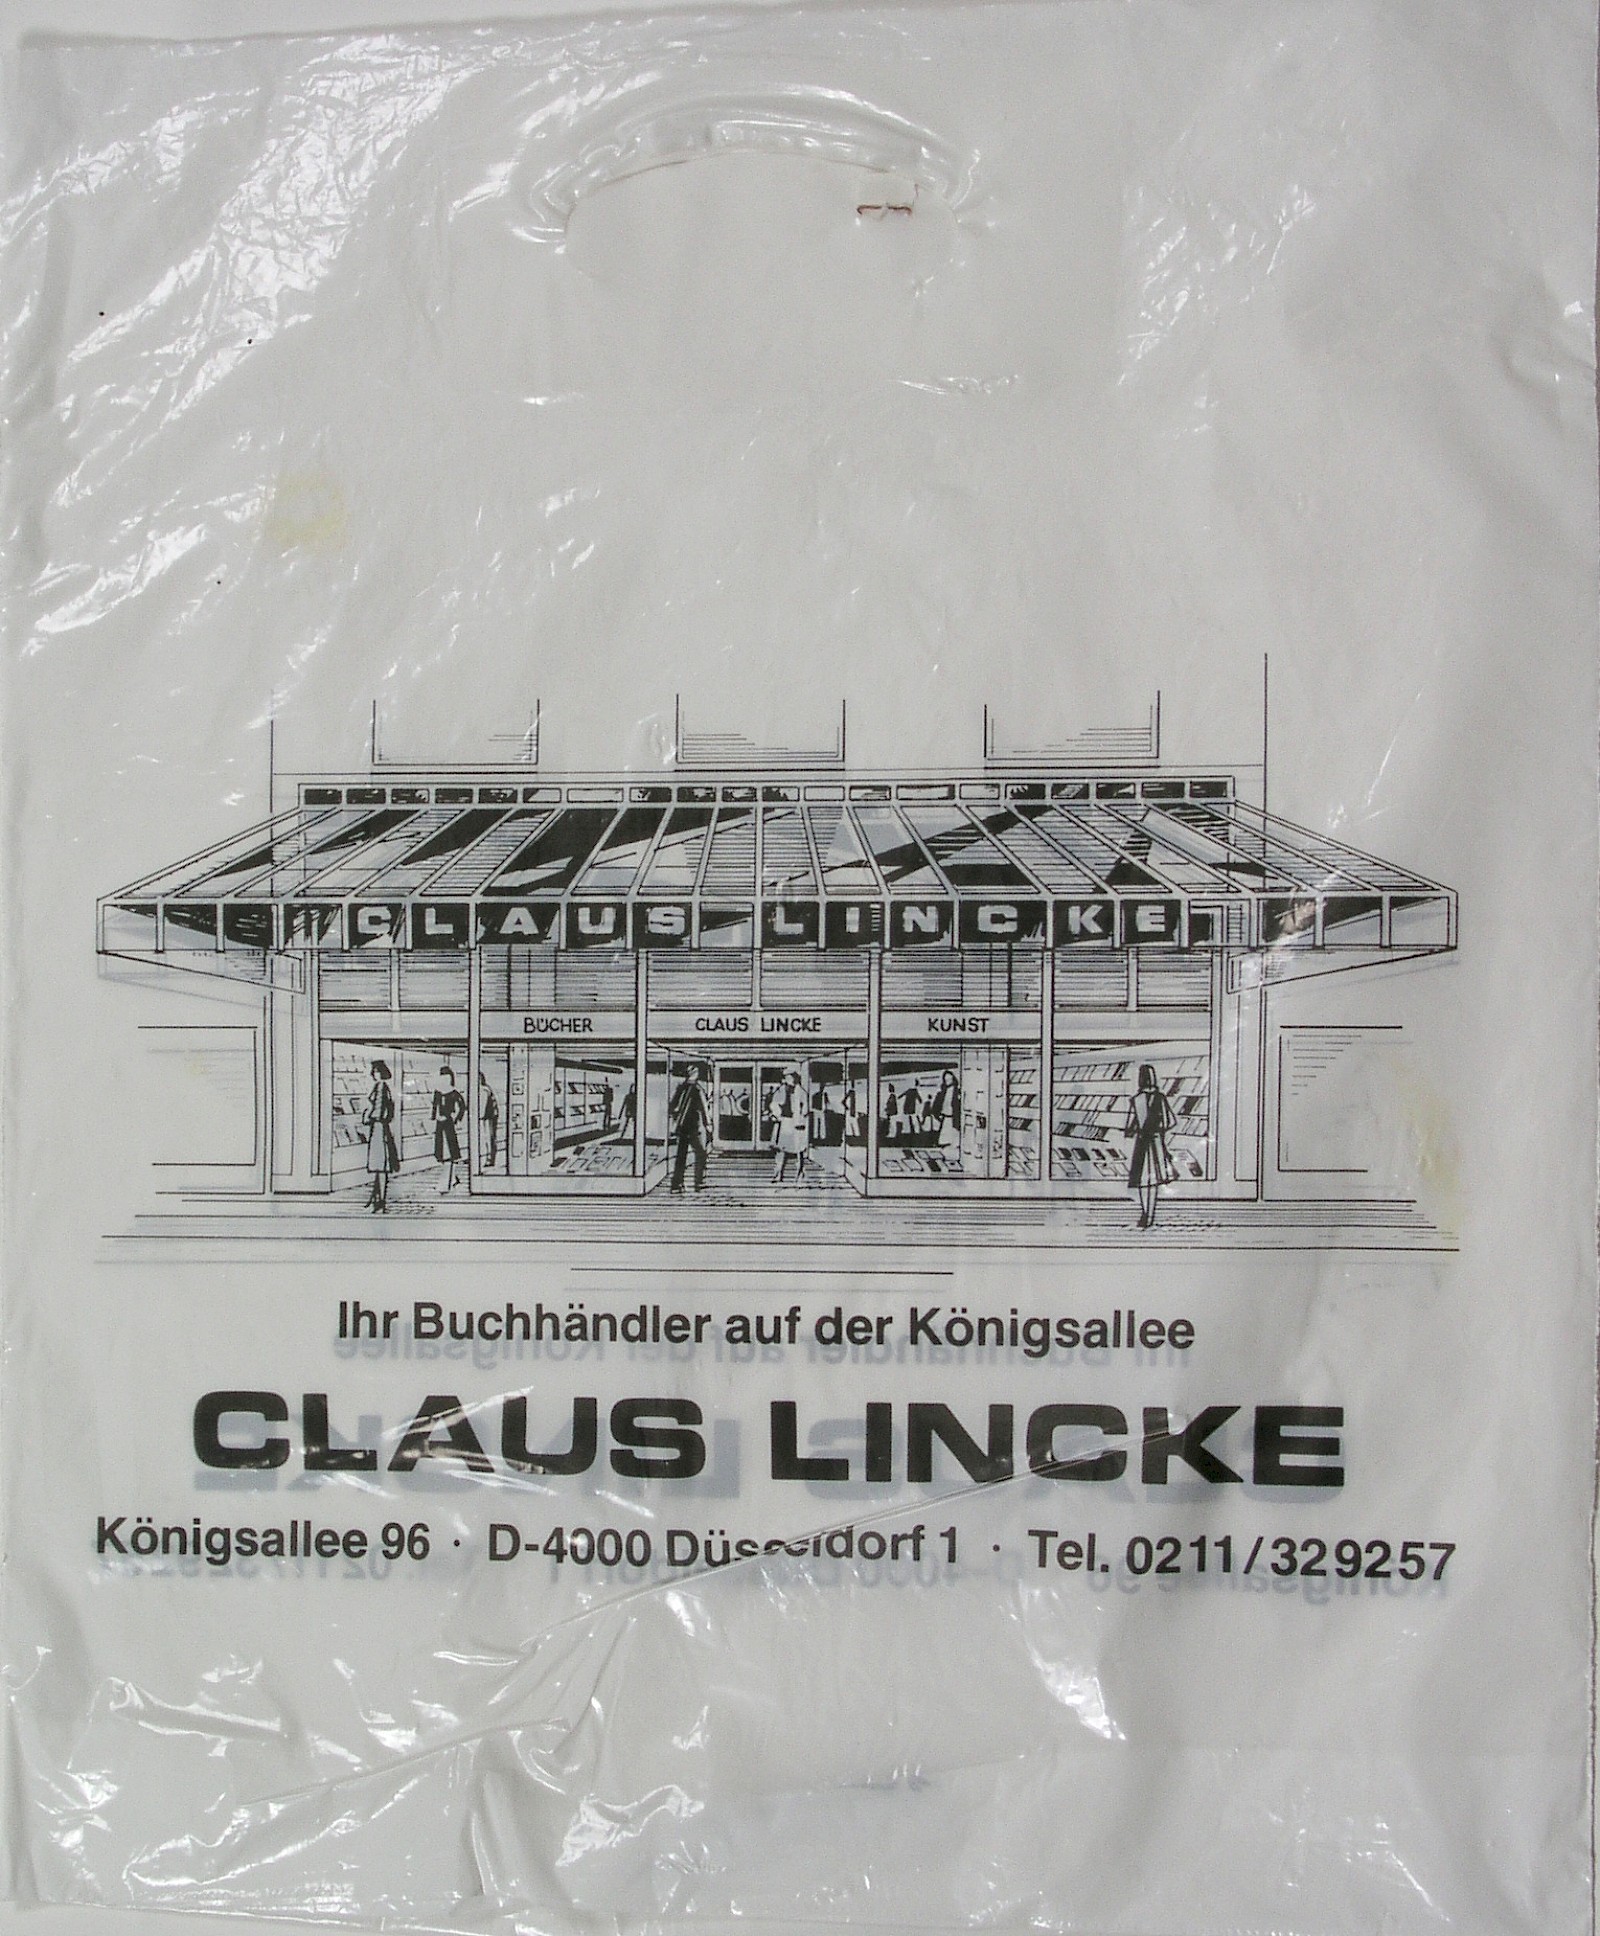 CLAUS LINCKE
BÜCHER CLAUS LINCKE KUNST
Ihr Buchhändler auf der Königsallee
CLAUS LINCKE
Königsallee 96 · D-4000 Düsseldorf 1 · Tel. 0211/329257